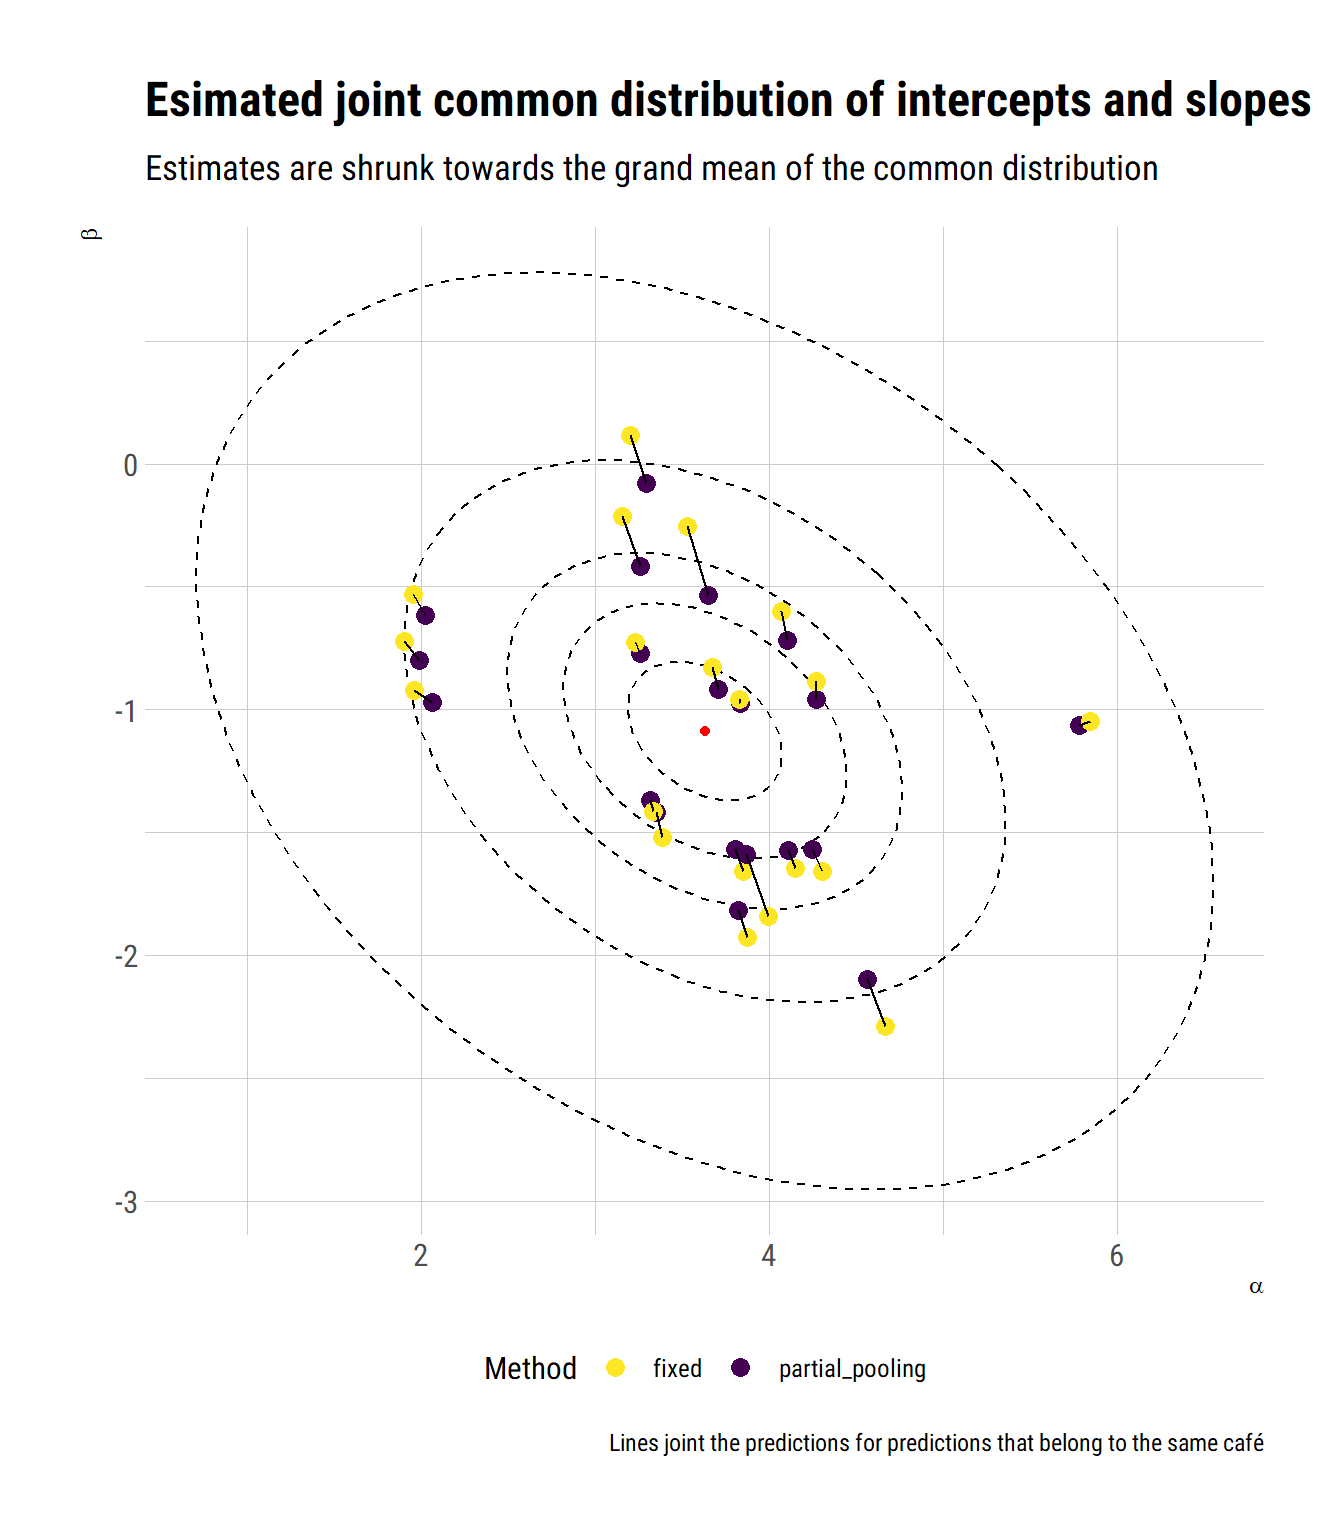 Esimated joint common distribution of intercepts and slopes
Estimates are shrunk towards the grand mean of the common distribution
β
0
-1
-2
-3
2 4 6
α
Method fixed partial_pooling
Lines joint the predictions for predictions that belong to the same café